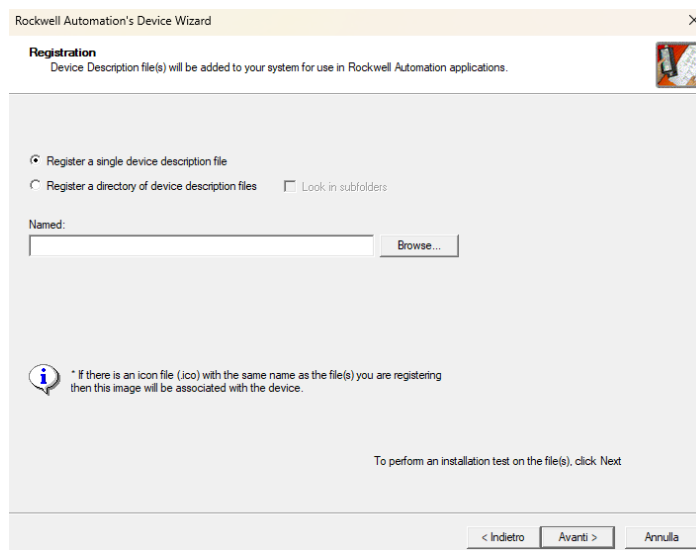 Rockwell Automation's Device Wizard
Registration
Device Description file(s) will be added to your system for use in Rockwell Automation applications.
Register a single device description file
Register a directory of device description files Look in subfolders
Named:
Browse...
* If there is an icon file (.ico) with the same name as the file(s) you are registering
then this image will be associated with the device.
To perform an installation test on the file(s), click Next
< Indietro Avanti > Annulla